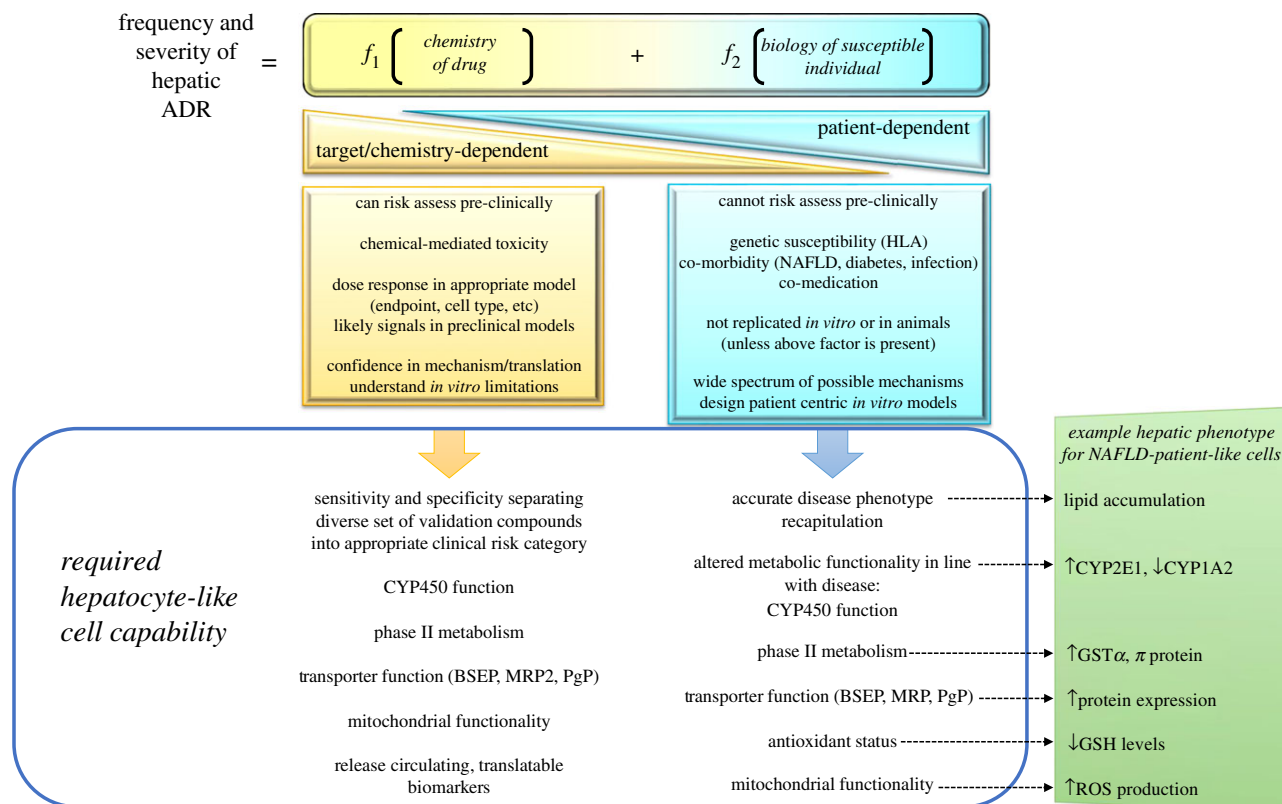 frequency and
severity of
hepatic
ADR
=
f1 ( chemistry
of drug )
+
f2 ( biology of susceptible
individual )
target/chemistry-dependent
patient-dependent
can risk assess pre-clinically
chemical-mediated toxicity
dose response in appropriate model
(endpoint, cell type, etc)
likely signals in preclinical models
confidence in mechanism/translation
understand in vitro limitations
cannot risk assess pre-clinically
genetic susceptibility (HLA)
co-morbidity (NAFLD, diabetes, infection)
co-medication
not replicated in vitro or in animals
(unless above factor is present)
wide spectrum of possible mechanisms
design patient centric in vitro models
required
hepatocyte-like
cell capability
sensitivity and specificity separating
diverse set of validation compounds
into appropriate clinical risk category
CYP450 function
phase II metabolism
transporter function (BSEP, MRP2, PgP)
mitochondrial functionality
release circulating, translatable
biomarkers
accurate disease phenotype
recapitulation
altered metabolic functionality in line
with disease:
CYP450 function
phase II metabolism
transporter function (BSEP, MRP, PgP)
antioxidant status
mitochondrial functionality
example hepatic phenotype
for NAFLD-patient-like cells
lipid accumulation
↑CYP2E1, ↓CYP1A2
↑GSTα, π protein
↑protein expression
↓GSH levels
↑ROS production